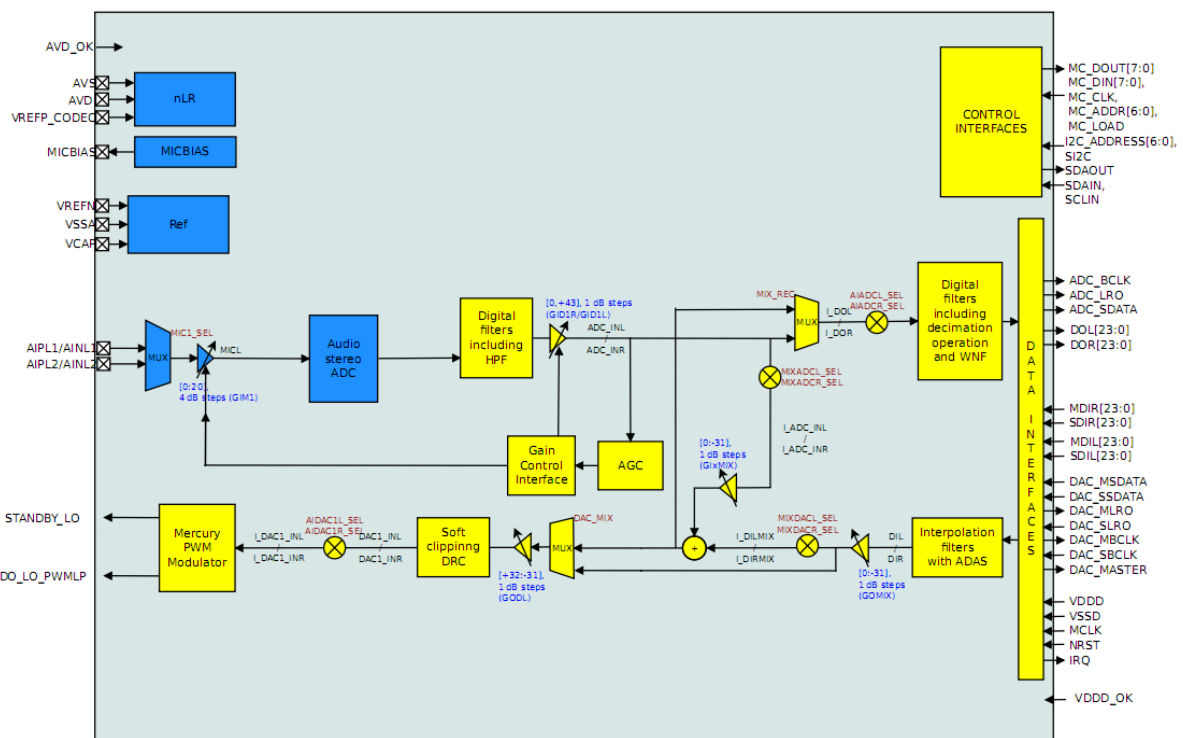 AVD_OK
AVS
AVD
VREFP_CODEC
nLR
MICBIAS
MICBIAS
VREFN
VSSA
VCAP
Ref
CONTROL
INTERFACES
MC_DOUT[7:0]
MC_DIN[7:0],
MC_CLK,
MC_ADDR[6:0],
MC_LOAD
I2C_ADDRESS[6:0],
SI2C
SDAOUT
SDAIN,
SCLIN
AIPL1/AINL1
AIPL2/AINL2
MUX
MIC1_SEL
MICL
[0:20],
4 dB steps (GIM1)
Audio
stereo
ADC
Digital
filters
including
HPF
[0,+43], 1 dB steps
(GID1R/GID1L)
ADC_INL
ADC_INR
MIX_REC
MUX
I_DOL
I_DOR
AIADCL_SEL
AIADCR_SEL
Digital
filters
including
decimation
operation
and WNF
MIXADCL_SEL
MIXADCR_SEL
I_ADC_INL
/
I_ADC_INR
[0:-31],
1 dB steps
(GIxMIX)
Gain
Control
Interface
AGC
DATA INTERFACES
ADC_BCLK
ADC_LRO
ADC_SDATA
DOL[23:0]
DOR[23:0]
MDIR[23:0]
SDIR[23:0]
MDIL[23:0]
SDIL[23:0]
DAC_MSDATA
DAC_SSDATA
DAC_MLRO
DAC_SLRO
DAC_MBCLK
DAC_SBCLK
DAC_MASTER
VDDD
VSSD
MCLK
NRST
IRQ
VDDD_OK
STANDBY_LO
DO_LO_PWMLP
Mercury
PWM
Modulator
I_DAC1_INL
I_DAC1_INR
AIDAC1L_SEL
AIDAC1R_SEL
DAC1_INL
DAC1_INR
Soft
clippinng
DRC
[+32:-31],
1 dB steps
(GODL)
DAC_MIX
MUX
+
I_DILMIX
I_DIRMIX
MIXDACL_SEL
MIXDACR_SEL
[0:-31],
1 dB steps
(GOMIX)
DIL
DIR
Interpolation
filters
with ADAS